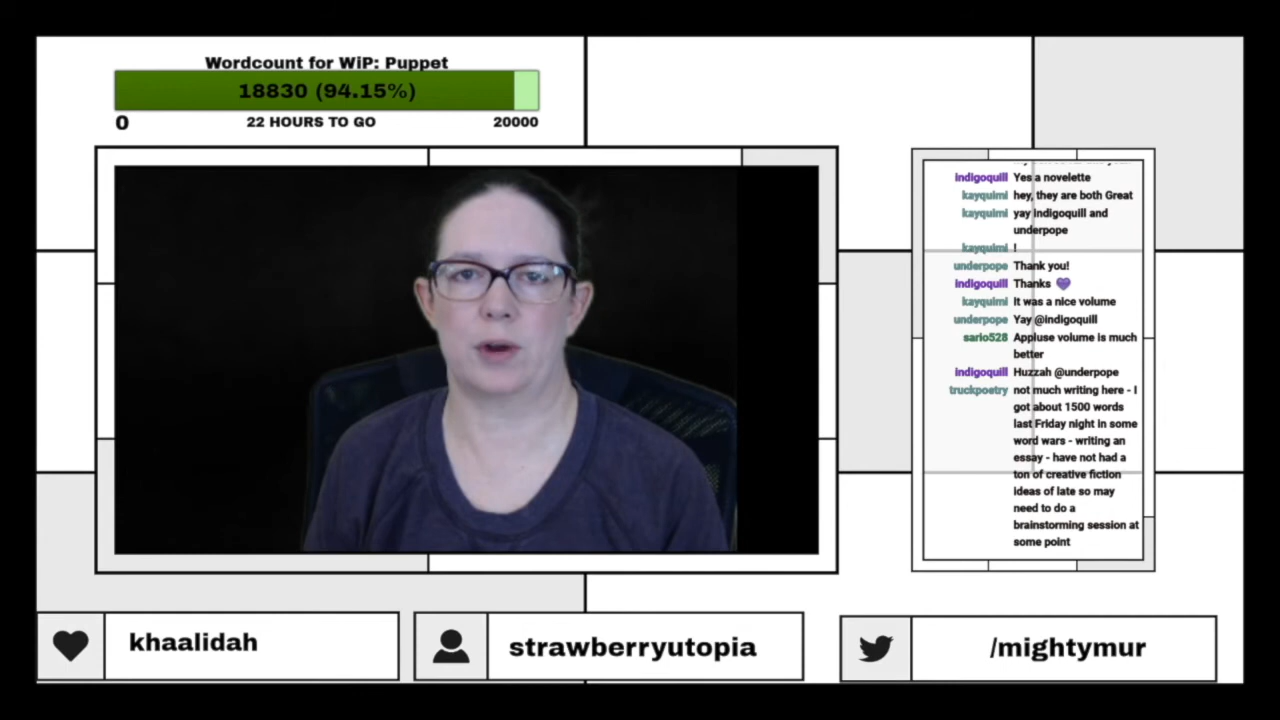 Wordcount for WiP: Puppet
18830 (94.15%)
0 22 HOURS TO GO 20000
indigoquill Yes a novelette
kayquimi hey, they are both Great
kayquimi yay indigoquill and
underpope
kayquimi !
underpope Thank you!
indigoquill Thanks
kayquimi it was a nice volume
underpope Yay @indigoquill
sario528 Appluse volume is much
better
indigoquill Huzzah @underpope
truckpoetry not much writing here - I
got about 1500 words
last Friday night in some
word wars - writing an
essay - have not had a
ton of creative fiction
ideas of late so may
need to do a
brainstorming session at
some point
khaalidah
strawberryutopia
/mightymur